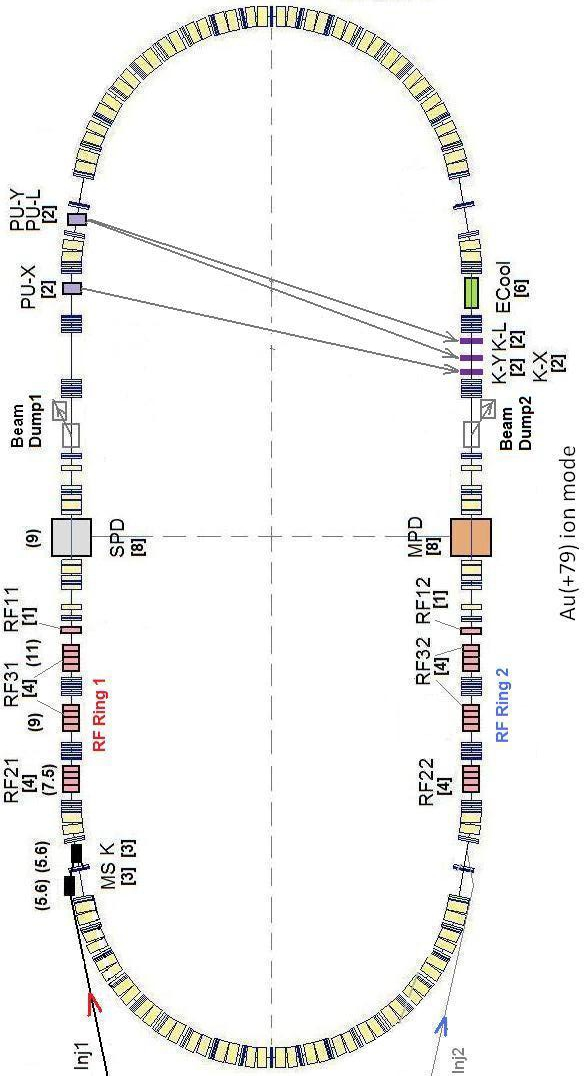 PU-Y
PU-L
[2]
PU-X
[2]
ECool
[6]
K-L
[2]
K-Y
[2]
K-X
[2]
Beam
Dump1
Beam
Dump2
(9)
SPD
[8]
MPD
[8]
Au(+79) ion mode
RF11
[1]
RF31
[4]
(11)
(9)
RF Ring 1
RF21
[4]
(7.5)
RF12
[1]
RF32
[4]
RF Ring 2
RF22
[4]
(5.6) (5.6)
MS K
[3] [3]
Inj1
Inj2